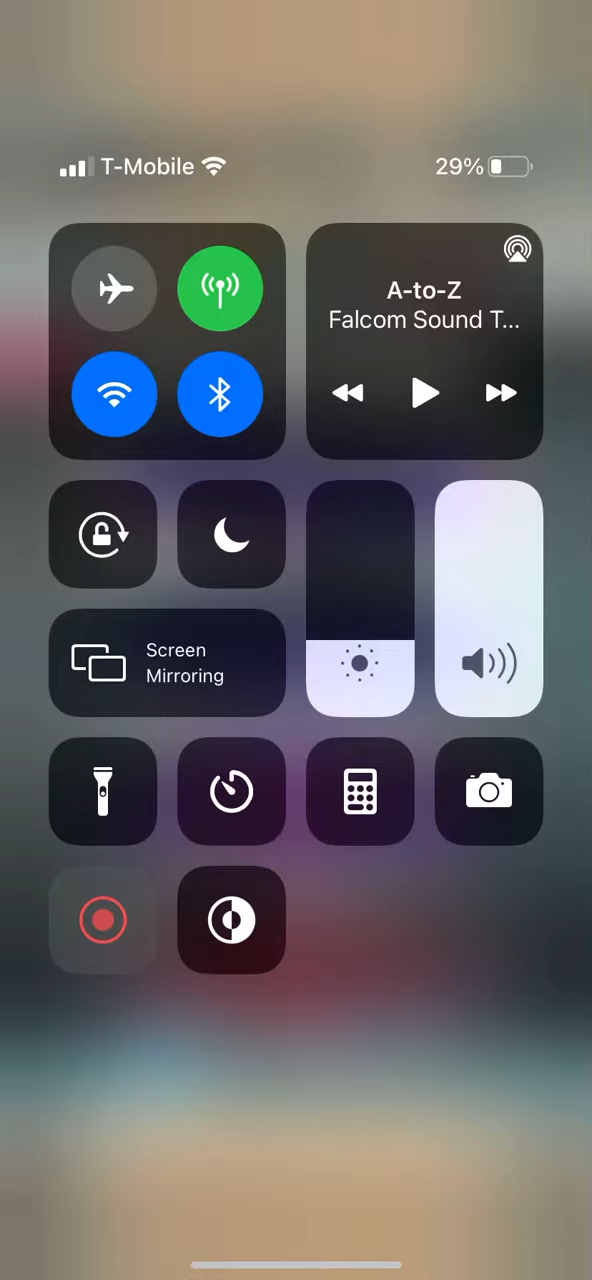 T-Mobile 29%
A-to-Z
Falcom Sound T...
Screen
Mirroring